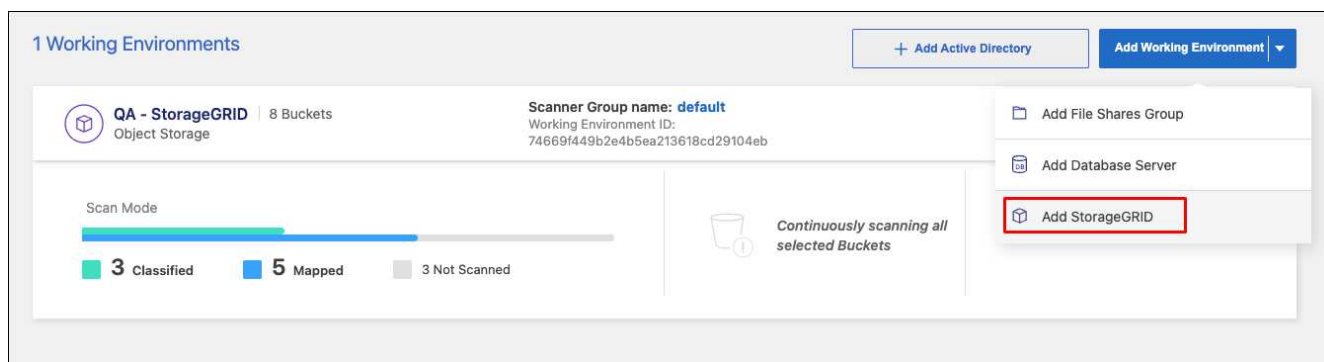 1 Working Environments
+ Add Active Directory
Add Working Environment
QA - StorageGRID | 8 Buckets
Object Storage
Scanner Group name: default
Working Environment ID:
74669f449b2e4b5ea213618cd29104eb
Add File Shares Group
DB
Add Database Server
Add StorageGRID
Scan Mode
3 Classified
5 Mapped
3 Not Scanned
Continuously scanning all
selected Buckets